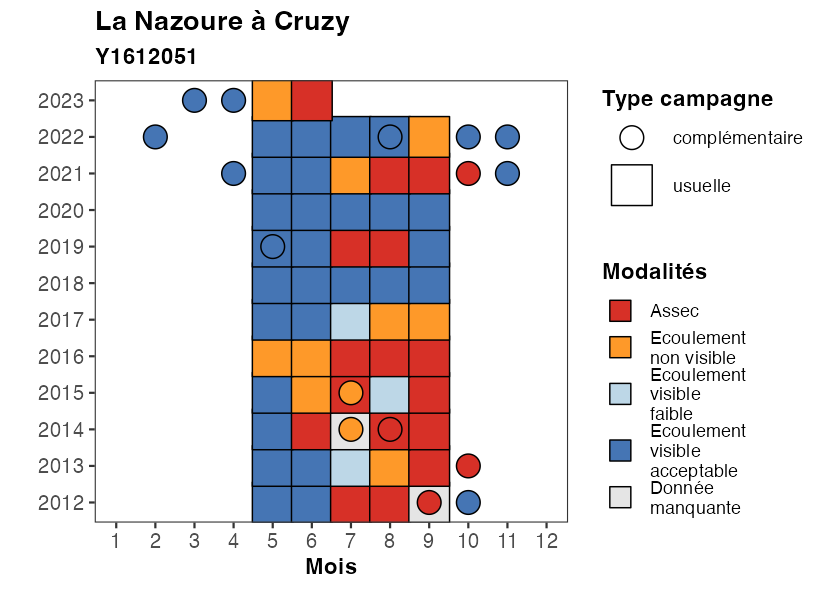 La Nazoure à Cruzy
Y1612051
2023
2022
2021
2020
2019
2018
2017
2016
2015
2014
2013
2012
1 2 3 4 5 6 7 8 9 10 11 12
Mois
Type campagne
complémentaire
usuelle
Modalités
Assec
Ecoulement
non visible
Ecoulement
visible
faible
Ecoulement
visible
acceptable
Donnée
manquante